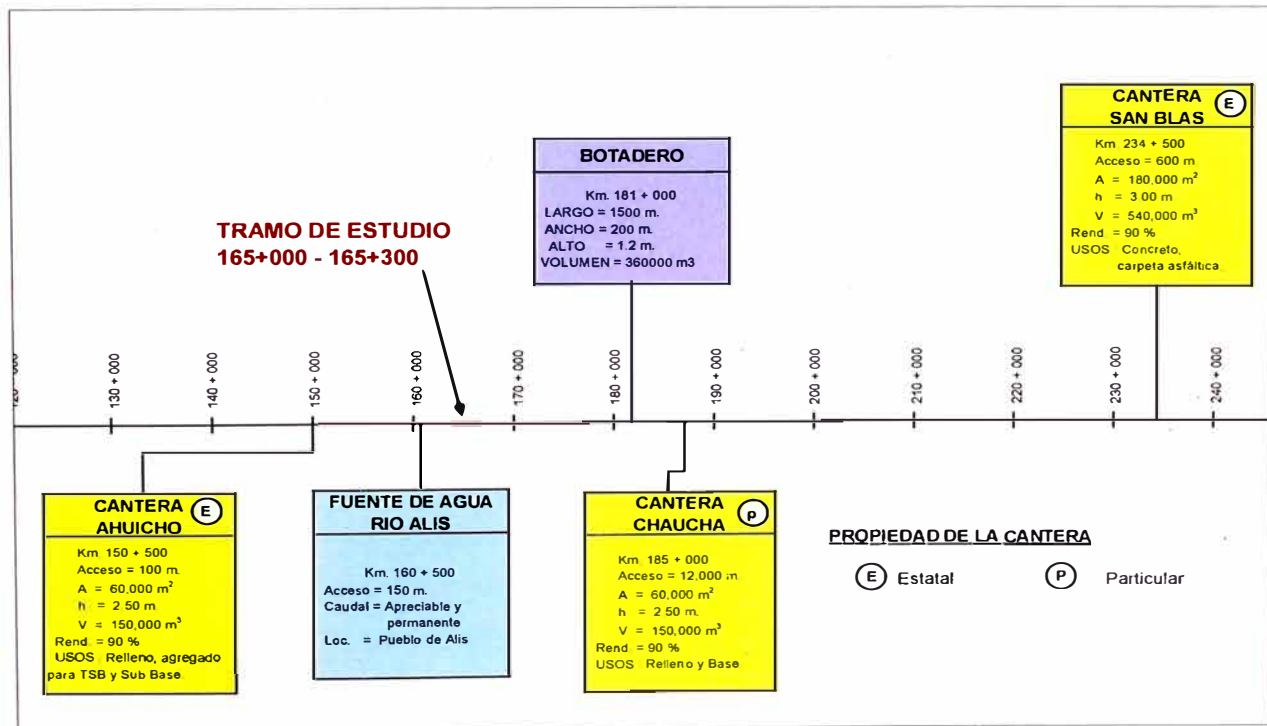 CANTERA
SAN BLAS
E
Km 234 + 500
Acceso = 600 m
A = 180,000 m²
h = 3 00 m
V = 540,000 m³
Rend. = 90 %
USOS Concreto,
carpeta asfáltica
BOTADERO
Km. 181 + 000
LARGO = 1500 m.
ANCHO = 200 m.
ALTO = 1.2 m.
VOLUMEN = 360000 m3
TRAMO DE ESTUDIO
165+000 - 165+300
130 + 000
140 + 000
150 + 000
160 + 000
170 + 000
180 + 000
190 + 000
200 + 000
210 + 000
220 + 000
230 + 000
240 + 000
CANTERA
AHUICHO
E
Km 150 + 500
Acceso = 100 m.
A = 60,000 m²
h = 2 50 m.
V = 150,000 m³
Rend = 90 %
USOS Relleno, agregado
para TSB y Sub Base
FUENTE DE AGUA
RIO ALIS
Km. 160 + 500
Acceso = 150 m.
Caudal = Apreciable y
permanente
Loc. = Pueblo de Alis
CANTERA
CHAUCHA
p
Km 185 + 000
Acceso = 12,000 m
A = 60,000 m²
h = 2 50 m.
V = 150,000 m³
Rend = 90 %
USOS Relleno y Base
PROPIEDAD DE LA CANTERA
E Estatal
P Particular